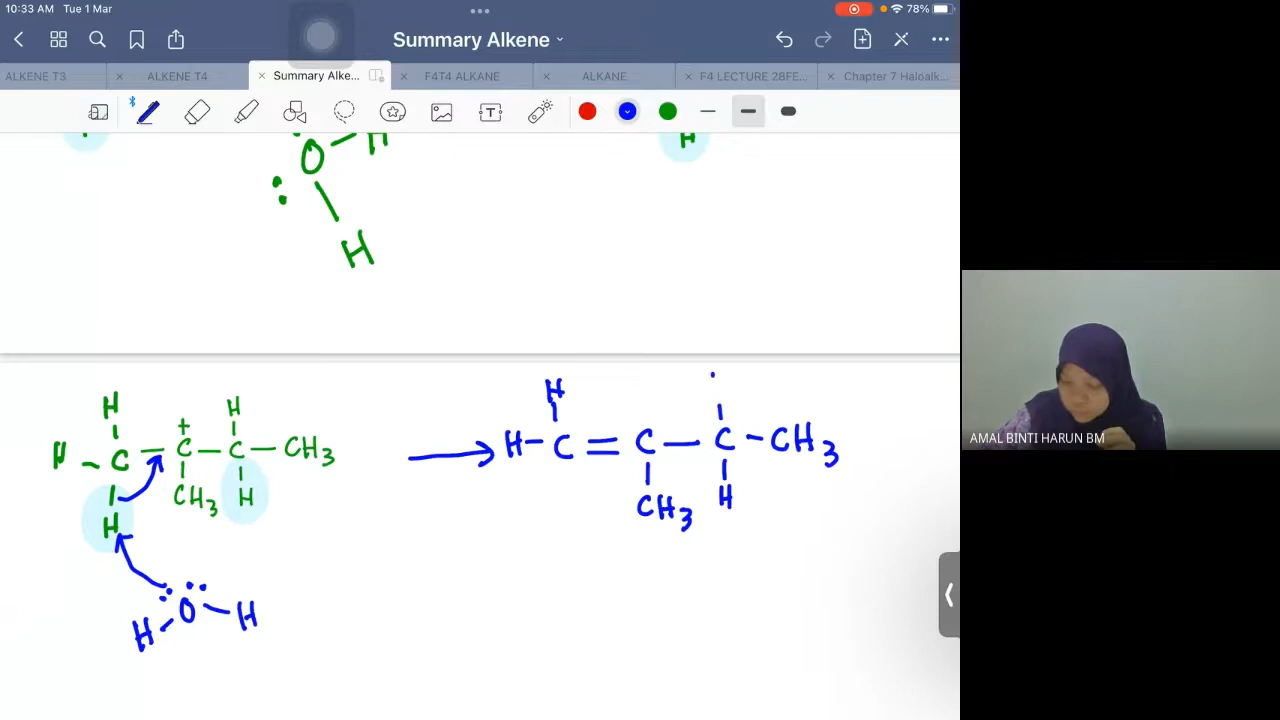 10:33 AM Tue 1 Mar
78%
Summary Alkene
ALKENE T3
ALKENE T4
Summary Alke...
F4T4 ALKANE
ALKANE
F4 LECTURE 28FE...
Chapter 7 Haloalk...
T
O H
H
H
H H
H C C + C CH3
H CH3 H
H O H
H
H C C C CH3
CH3 H
AMAL BINTI HARUN BM